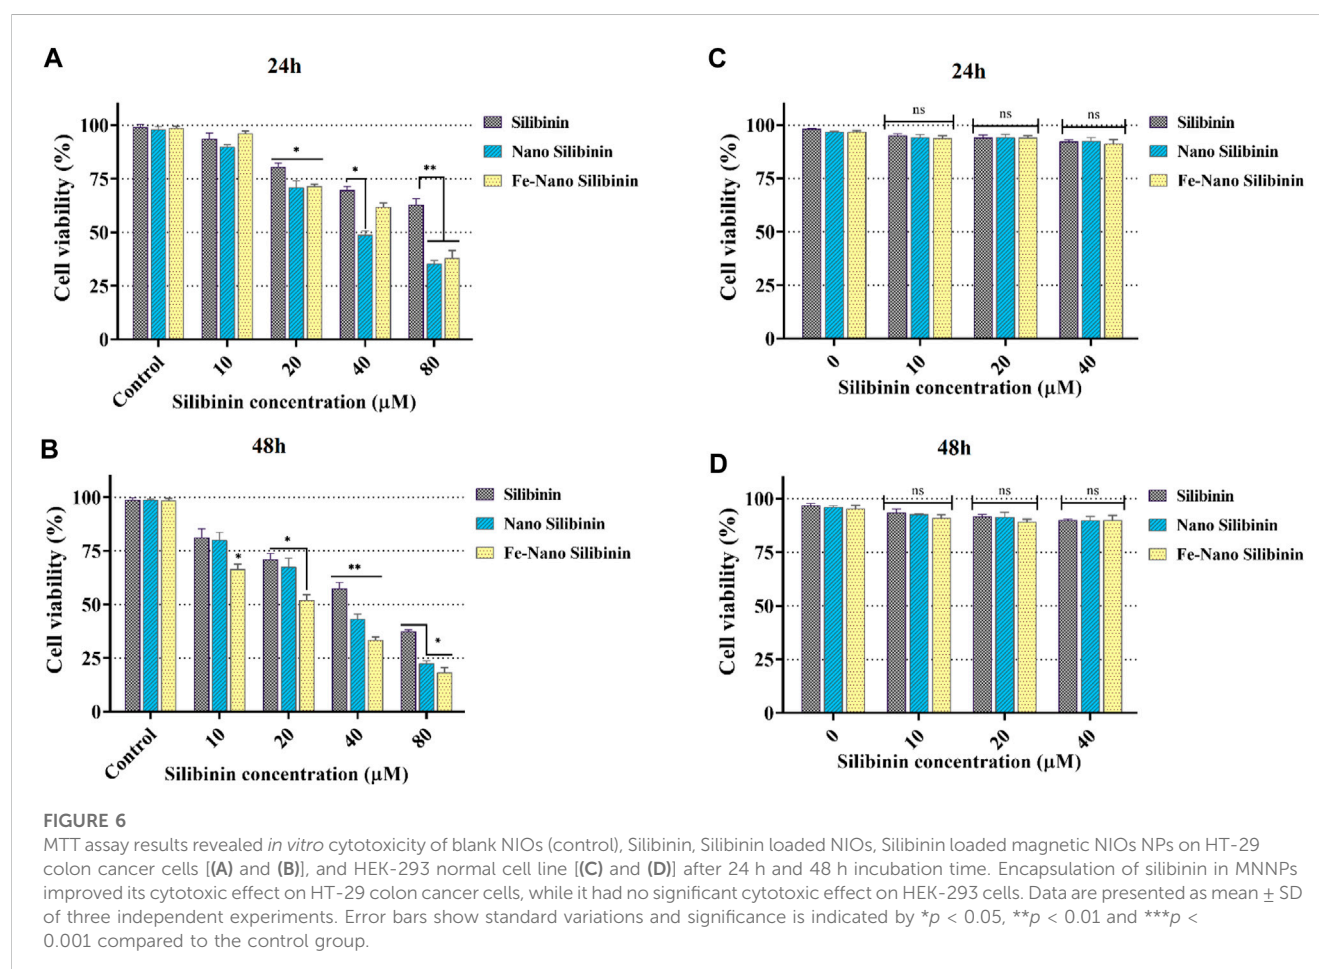 A
24h
Cell viability (%)
100
75
50
25
0
*
*
**
Control
10
20
40
80
Silibinin concentration (µM)
Silibinin
Nano Silibinin
Fe-Nano Silibinin
C
24h
Cell viability (%)
100
75
50
25
0
ns
ns
ns
0
10
20
40
Silibinin concentration (µM)
Silibinin
Nano Silibinin
Fe-Nano Silibinin
B
48h
Cell viability (%)
100
75
50
25
0
*
*
**
*
Control
10
20
40
80
Silibinin concentration (µM)
Silibinin
Nano Silibinin
Fe-Nano Silibinin
D
48h
Cell viability (%)
100
75
50
25
0
ns
ns
ns
0
10
20
40
Silibinin concentration (µM)
Silibinin
Nano Silibinin
Fe-Nano Silibinin
FIGURE 6
MTT assay results revealed in vitro cytotoxicity of blank NIOs (control), Silibinin, Silibinin loaded NIOs, Silibinin loaded magnetic NIOs NPs on HT-29
colon cancer cells [(A) and (B)], and HEK-293 normal cell line [(C) and (D)] after 24 h and 48 h incubation time. Encapsulation of silibinin in MNNPs
improved its cytotoxic effect on HT-29 colon cancer cells, while it had no significant cytotoxic effect on HEK-293 cells. Data are presented as mean ± SD
of three independent experiments. Error bars show standard variations and significance is indicated by *p < 0.05, **p < 0.01 and ***p <
0.001 compared to the control group.